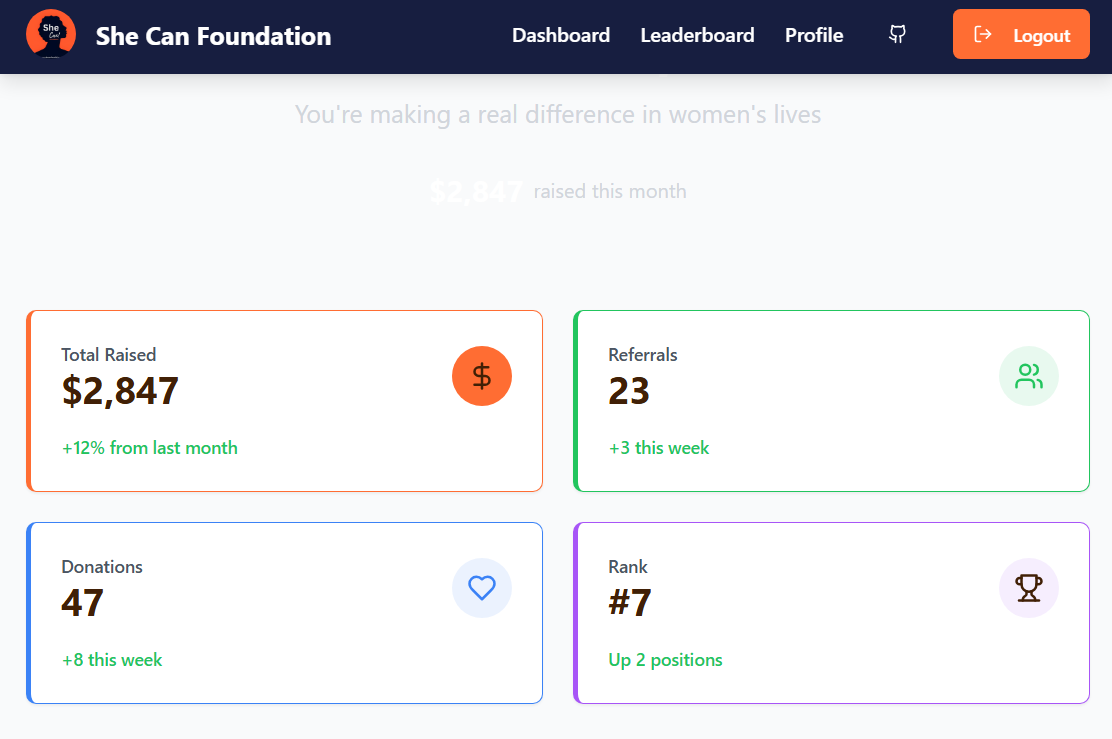 She Can Foundation Dashboard Leaderboard Profile Logout
She
Can!
You're making a real difference in women's lives
$2,847 raised this month
Total Raised
$2,847
+12% from last month
Referrals
23
+3 this week
Donations
47
+8 this week
Rank
#7
Up 2 positions